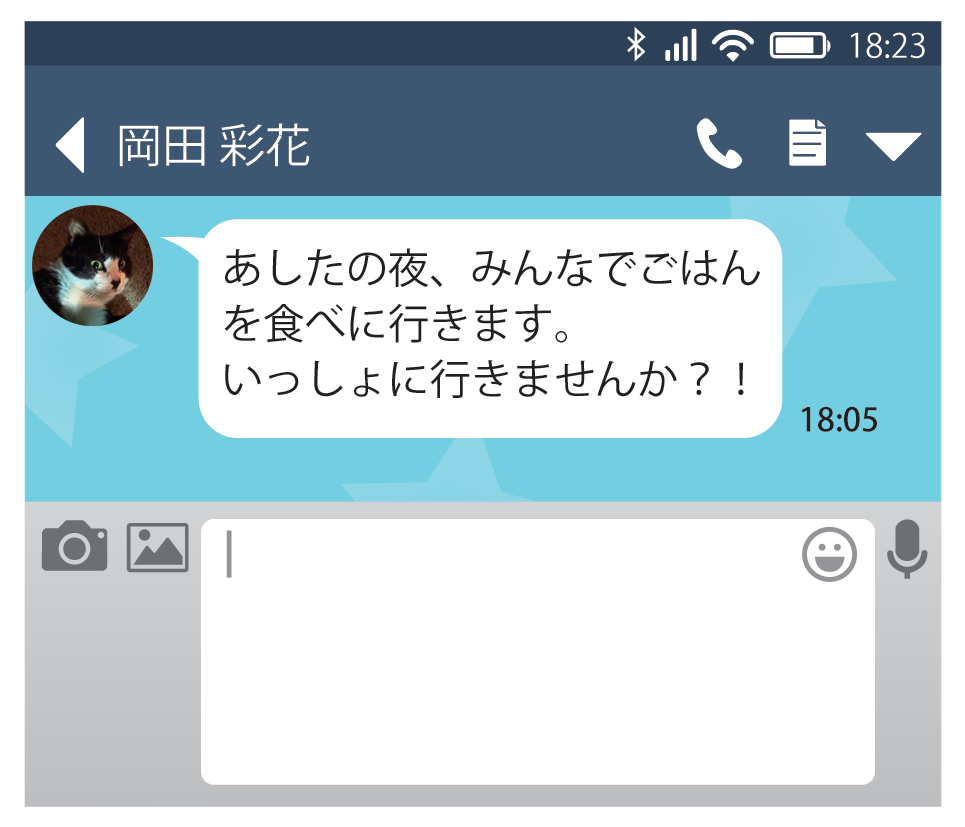 18:23
岡田 彩花
あしたの夜、みんなでごはん
を食べに行きます。
いっしょに行きませんか？！
18:05